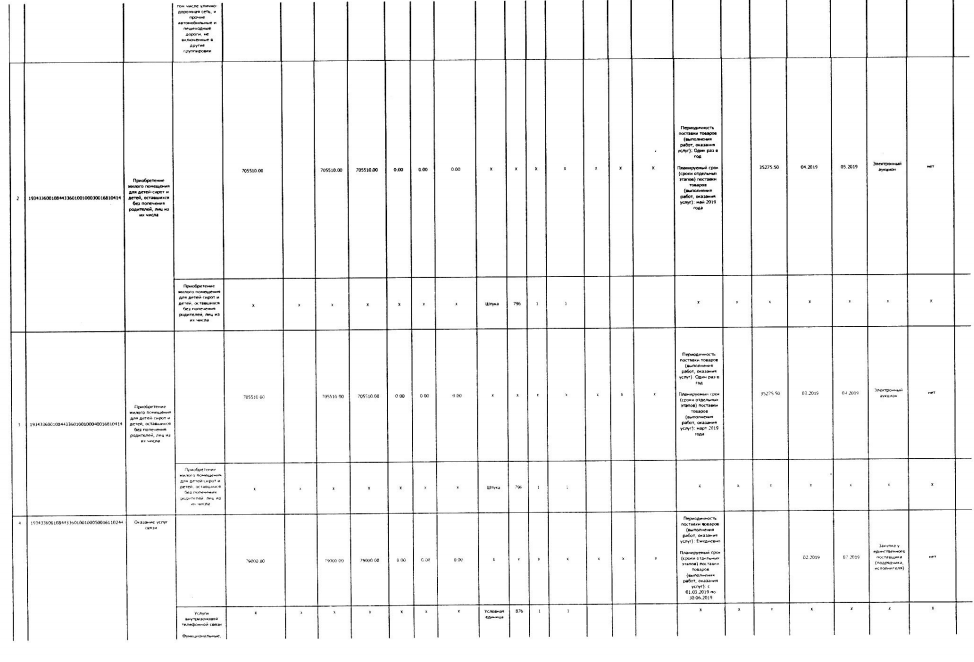 том числе улично-
дорожная сеть, и
прочие
автомобильные и
пешеходные
дороги, не
включенные в
другие
группировки
2
193433600188443360100100030016810414
Приобретение
жилого помещения
для детей-сирот и
детей, оставшихся
без попечения
родителей, лиц из
их числа
705510.00
705510.00
705510.00
0.00
0.00
0.00
X
X
X
X
X
X
X
Периодичность
поставки товаров
(выполнения
работ, оказания
услуг): Один раз в
год
Планируемый срок
(сроки отдельных
этапов) поставки
товаров
(выполнения
работ, оказания
услуг): май 2019
года
35275.50
04.2019
05.2019
Электронный
аукцион
нет
Приобретение
жилого помещения
для детей-сирот и
детей, оставшихся
без попечения
родителей, лиц из
их числа
X
X
X
X
X
X
X
Штука
796
1
1
X
X
X
X
X
X
X
3
193433600188443360100100040016810414
Приобретение
жилого помещения
для детей-сирот и
детей, оставшихся
без попечения
родителей, лиц из
их числа
705510.00
705510.00
0.00
0.00
0.00
X
X
X
X
X
X
X
Периодичность
поставки товаров
(выполнения
работ, оказания
услуг): Один раз в
год
Планируемый срок
(сроки отдельных
этапов) поставки
товаров
(выполнения
работ, оказания
услуг): март 2019
года
35275.50
03.2019
04.2019
Электронный
аукцион
нет
Приобретение
жилого помещения
для детей-сирот и
детей, оставшихся
без попечения
родителей, лиц из
их числа
X
X
X
X
X
X
X
Штука
796
1
1
X
X
X
X
X
X
X
4
Оказание услуг
связи
79000.00
79000.00
79000.00
0.00
0.00
0.00
X
X
X
X
X
X
X
Периодичность
поставки товаров
(выполнения
работ, оказания
услуг): Ежедневно
Планируемый срок
(сроки отдельных
этапов) поставки
товаров
(выполнения
работ, оказания
услуг): с
01.03.2019 по
30.06.2019
02.2019
07.2019
Закупка у
единственного
поставщика
(подрядчика,
исполнителя)
нет
Услуги
внутризоновой
телефонной связи
Функциональные,
X
X
X
X
X
X
X
Условная
единица
876
1
1
X
X
X
X
X
X
X